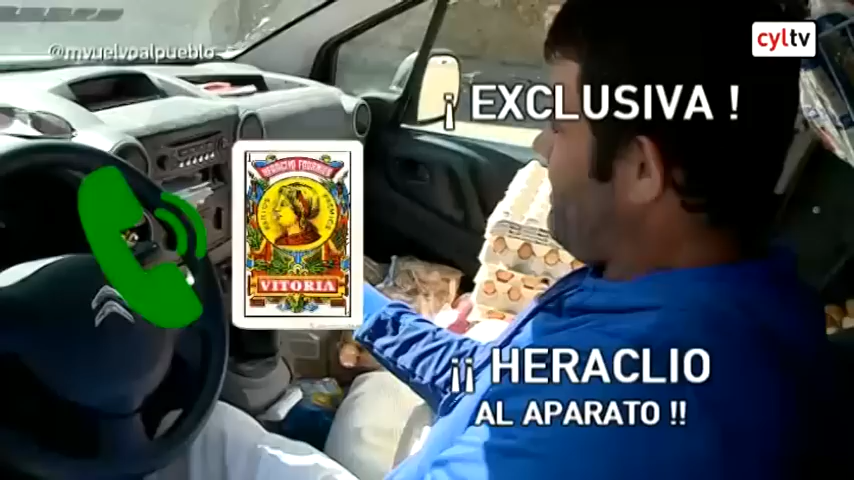 @mvuelvoalpueblo
cyltv
¡ EXCLUSIVA !
HERACLIO FOURNIER
VITORIA
¡¡ HERACLIO
AL APARATO !!